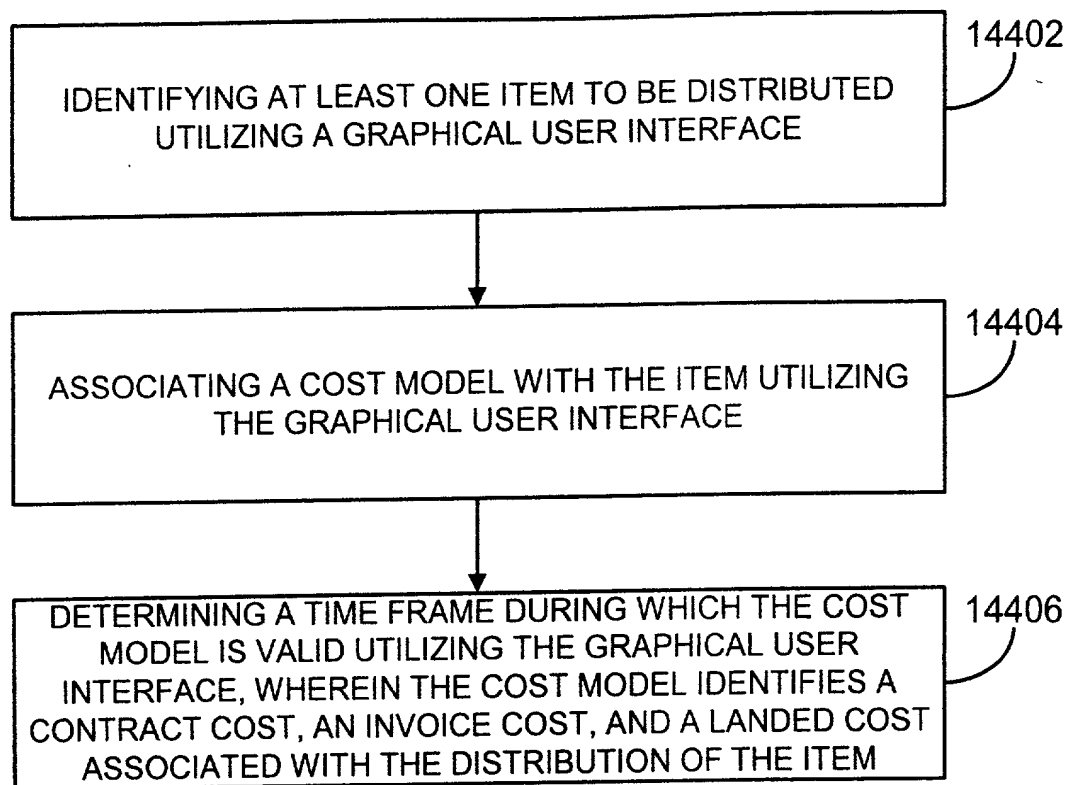 14402
IDENTIFYING AT LEAST ONE ITEM TO BE DISTRIBUTED
UTILIZING A GRAPHICAL USER INTERFACE
14404
ASSOCIATING A COST MODEL WITH THE ITEM UTILIZING
THE GRAPHICAL USER INTERFACE
14406
DETERMINING A TIME FRAME DURING WHICH THE COST
MODEL IS VALID UTILIZING THE GRAPHICAL USER
INTERFACE, WHEREIN THE COST MODEL IDENTIFIES A
CONTRACT COST, AN INVOICE COST, AND A LANDED COST
ASSOCIATED WITH THE DISTRIBUTION OF THE ITEM